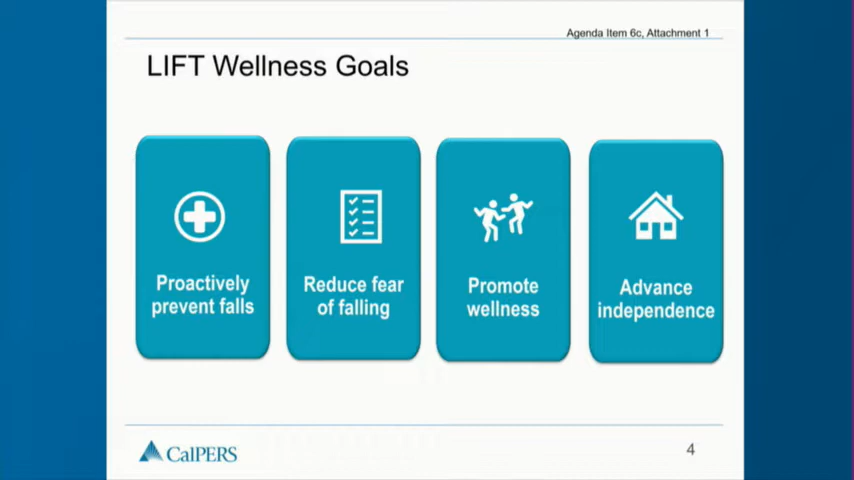 Agenda Item 6c, Attachment 1
LIFT Wellness Goals
Proactively
prevent falls
Reduce fear
of falling
Promote
wellness
Advance
independence
CalPERS
4